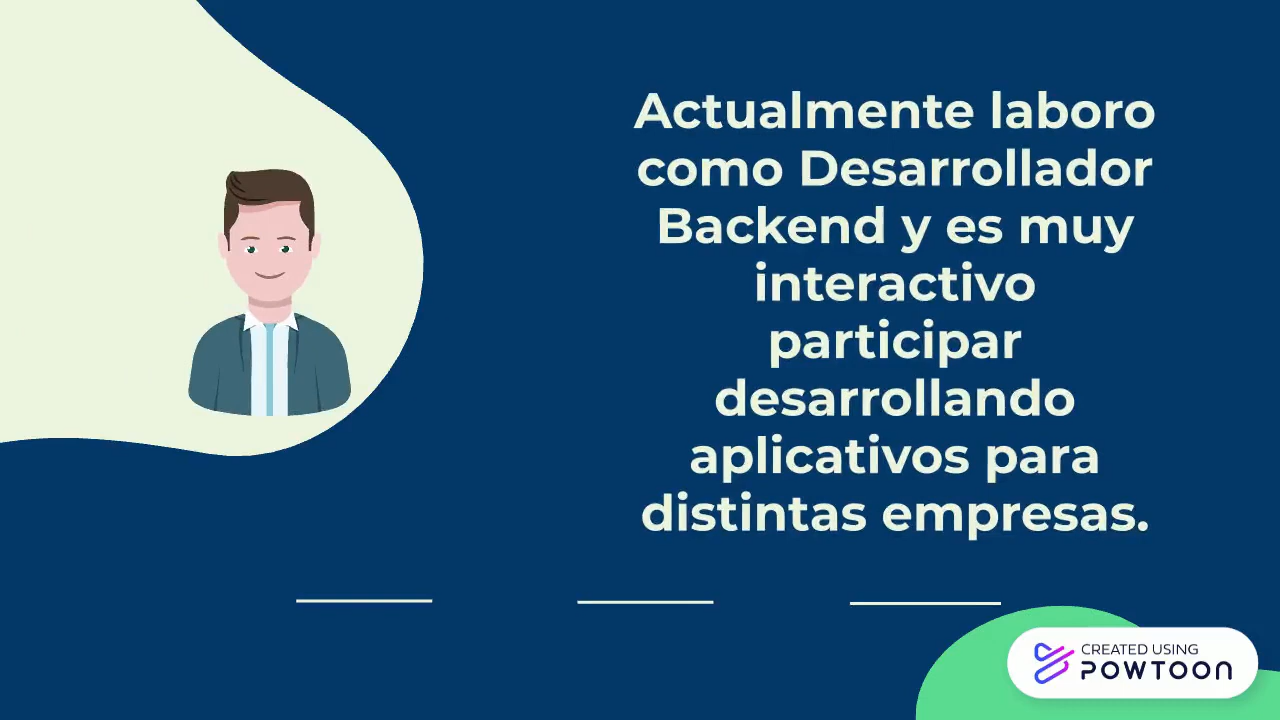 Actualmente laboro
como Desarrollador
Backend y es muy
interactivo
participar
desarrollando
aplicativos para
distintas empresas.
CREATED USING
POWTOON